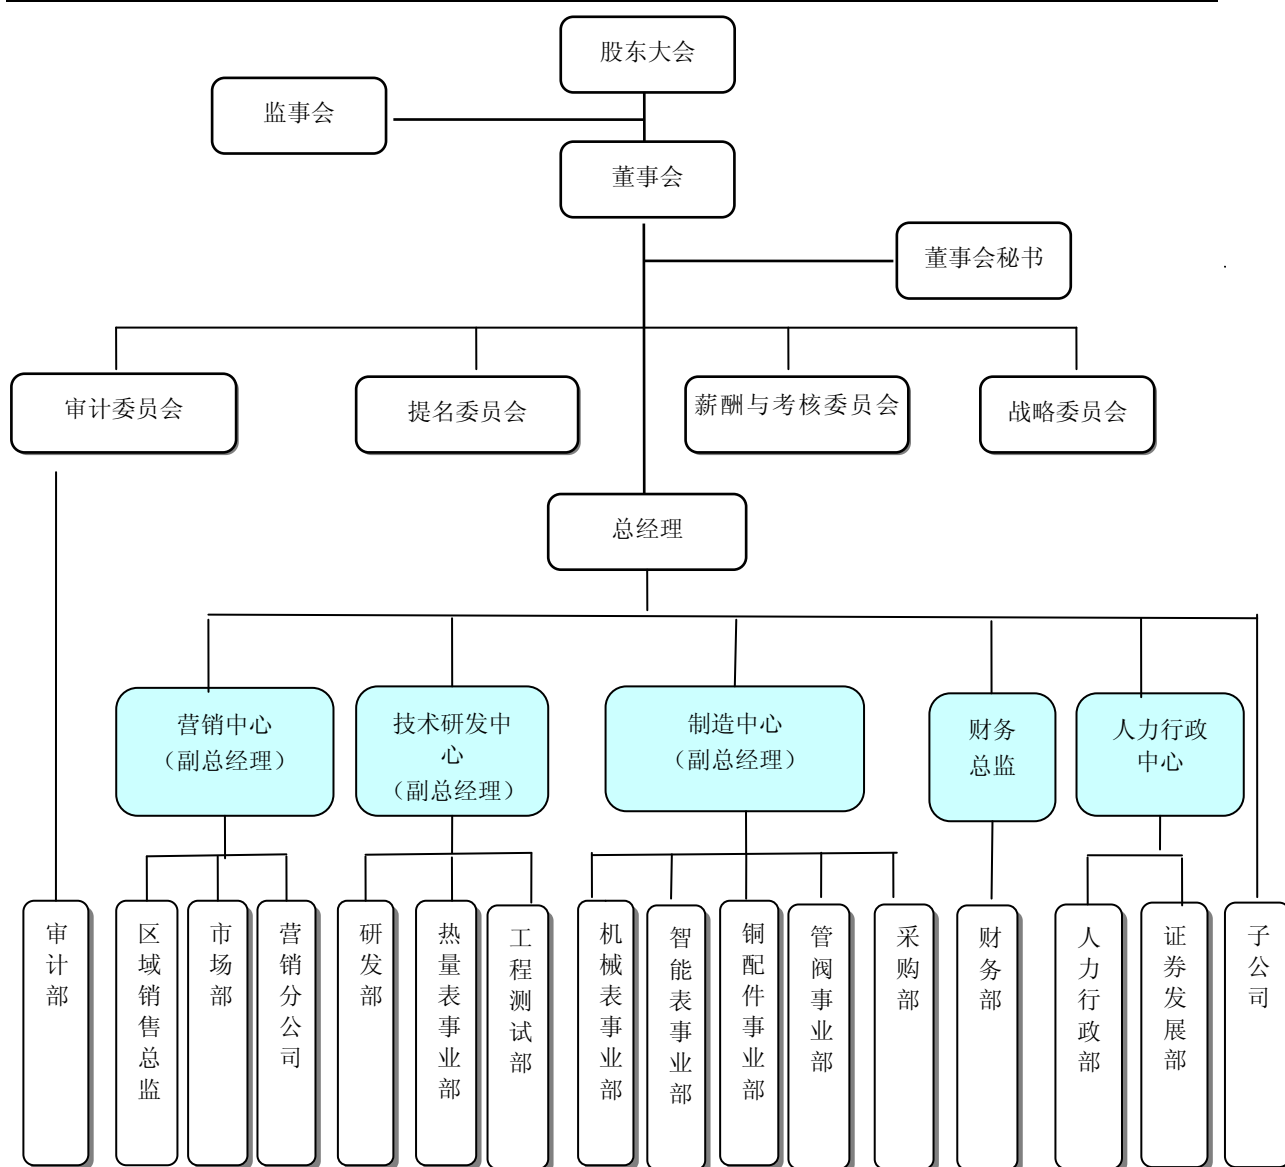 股东大会
监事会
董事会
董事会秘书
审计委员会
提名委员会
薪酬与考核委员会
战略委员会
总经理
营销中心
（副总经理）
技术研发中
心
（副总经理）
制造中心
（副总经理）
财务
总监
人力行政
中心
审计部
区域销售总监
市场部
营销分公司
研发部
热量表事业部
工程测试部
机械表事业部
智能表事业部
铜配件事业部
管阀事业部
采购部
财务部
人力行政部
证券发展部
子公司